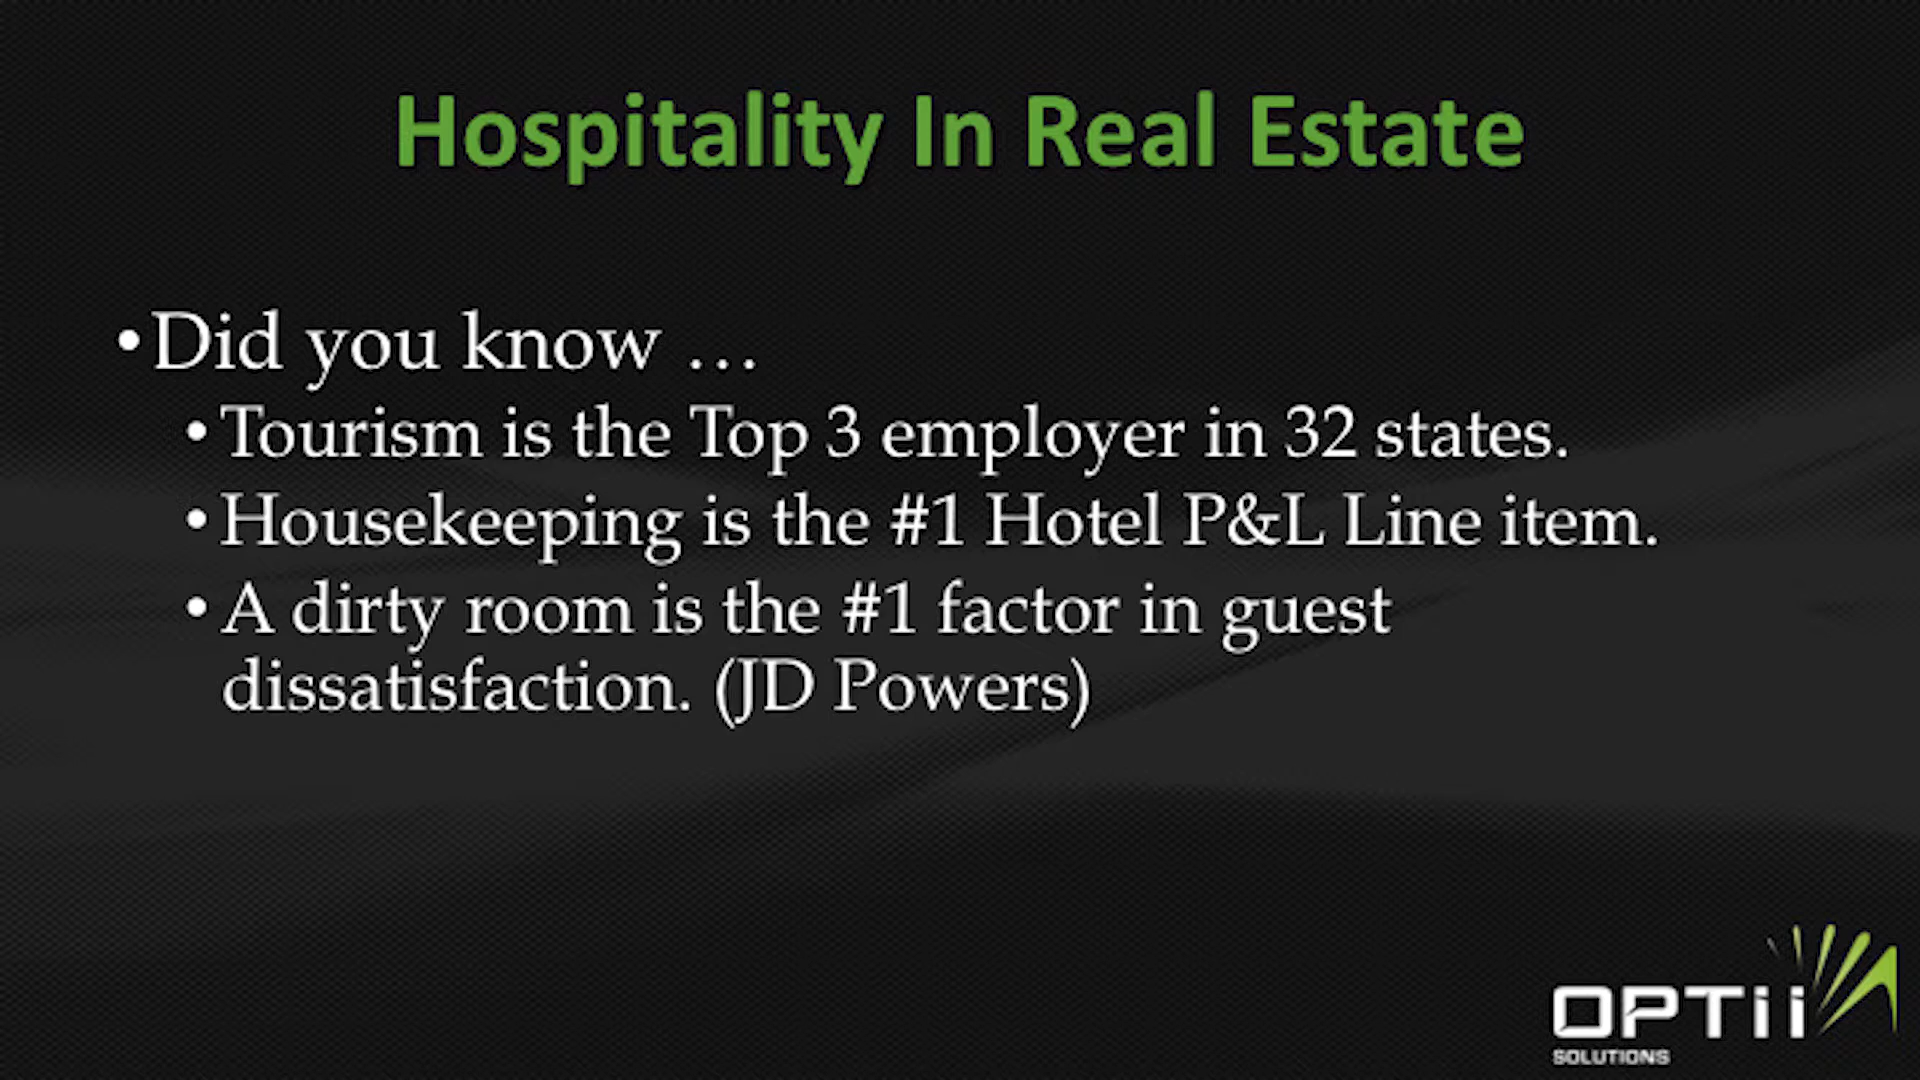 Hospitality In Real Estate
•Did you know …
•Tourism is the Top 3 employer in 32 states.
•Housekeeping is the #1 Hotel P&L Line item.
•A dirty room is the #1 factor in guest
dissatisfaction. (JD Powers)
OPTii
SOLUTIONS